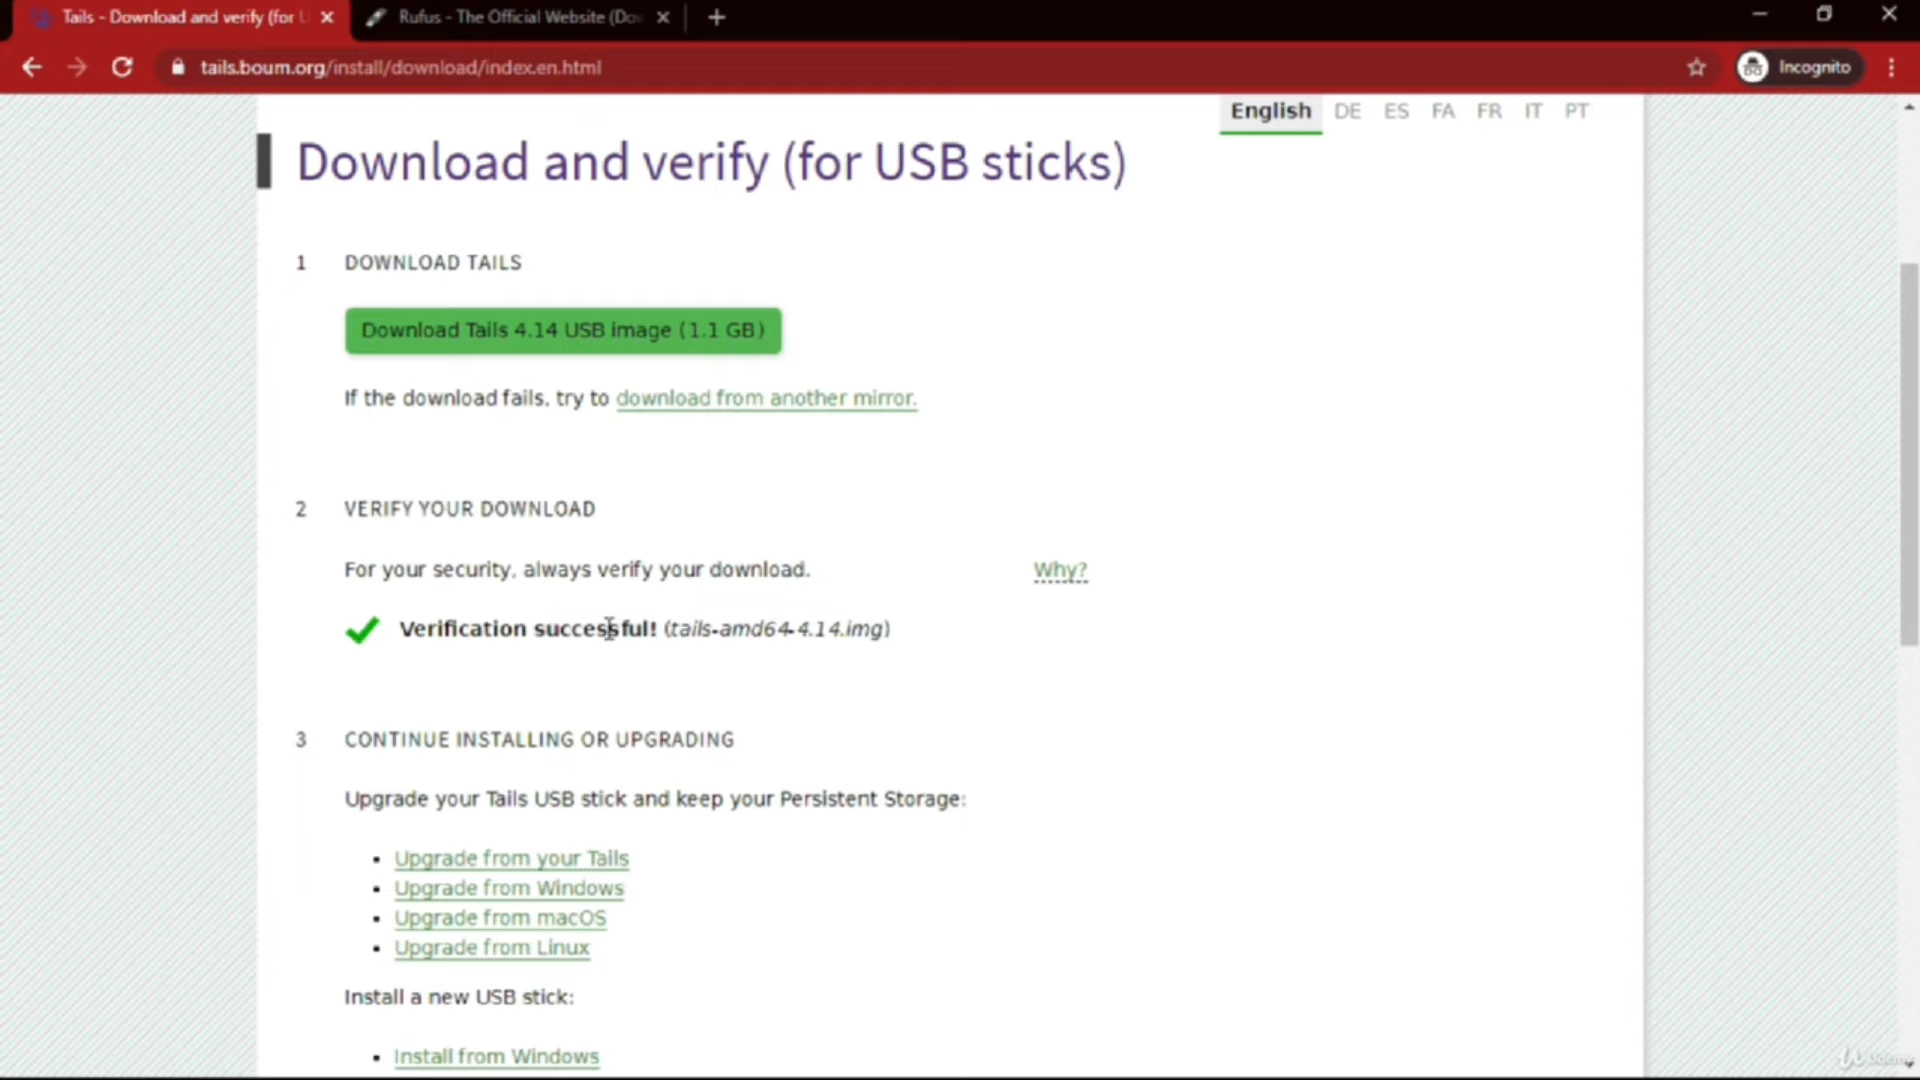 Tails - Download and verify (for U
Rufus - The Official Website (Dow
tails.boum.org/install/download/index.en.html
Incognito
English DE ES FA FR IT PT
Download and verify (for USB sticks)
1 DOWNLOAD TAILS
Download Tails 4.14 USB image (1.1 GB)
If the download fails, try to download from another mirror.
2 VERIFY YOUR DOWNLOAD
For your security, always verify your download. Why?
Verification successful! (tails-amd64-4.14.img)
3 CONTINUE INSTALLING OR UPGRADING
Upgrade your Tails USB stick and keep your Persistent Storage:
Upgrade from your Tails
Upgrade from Windows
Upgrade from macOS
Upgrade from Linux
Install a new USB stick:
Install from Windows
Udemy